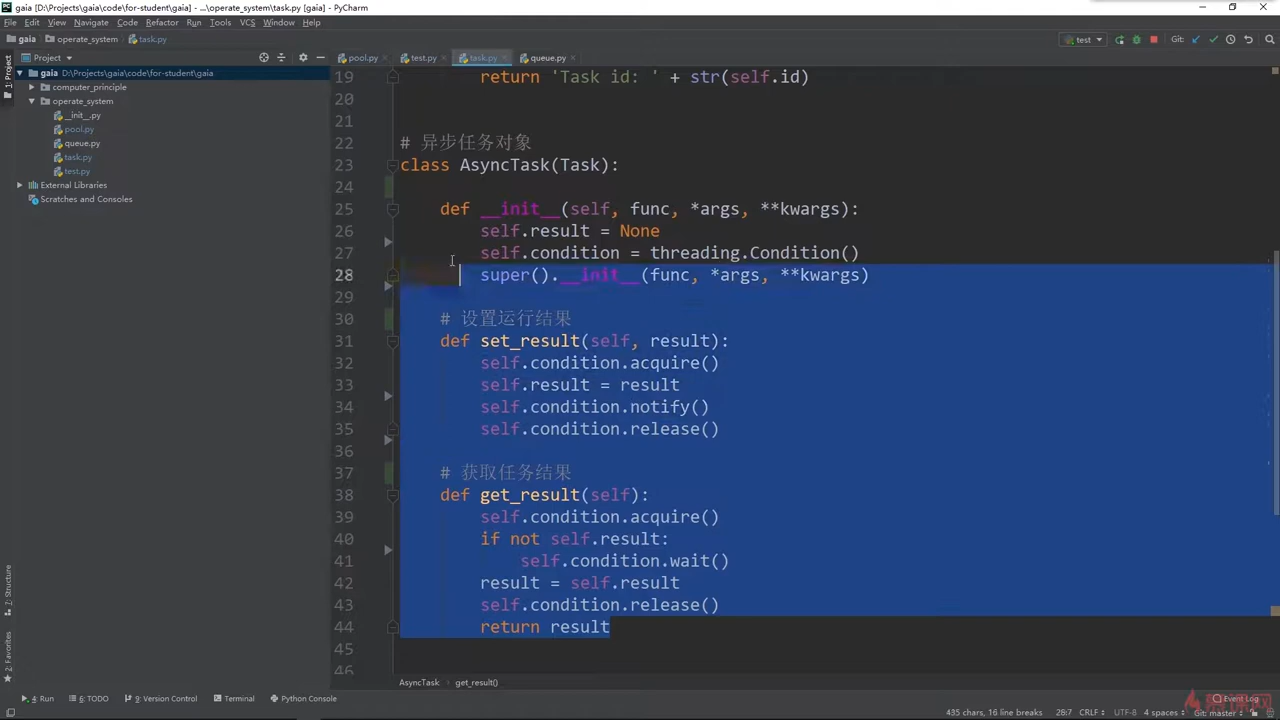 gaia [D:\Projects\gaia\code\for-student\gaia] - ...\operate_system\task.py [gaia] - PyCharm
File Edit View Navigate Code Refactor Run Tools VCS Window Help
gaia operate_system task.py test Git:
Project
pool.py test.py task.py queue.py
1: Project
gaia D:\Projects\gaia\code\for-student\gaia
computer_principle
operate_system
__init__.py
pool.py
queue.py
task.py
test.py
External Libraries
Scratches and Consoles
19 return 'Task id: ' + str(self.id)
20
21
22 # 异步任务对象
23 class AsyncTask(Task):
24
25 def __init__(self, func, *args, **kwargs):
26 self.result = None
27 self.condition = threading.Condition()
28 super().__init__(func, *args, **kwargs)
29
30 # 设置运行结果
31 def set_result(self, result):
32 self.condition.acquire()
33 self.result = result
34 self.condition.notify()
35 self.condition.release()
36
37 # 获取任务结果
38 def get_result(self):
39 self.condition.acquire()
40 if not self.result:
41 self.condition.wait()
42 result = self.result
43 self.condition.release()
44 return result
45
46
7: Structure
2: Favorites
AsyncTask get_result()
4: Run 6: TODO 9: Version Control Terminal Python Console Event Log
435 chars, 16 line breaks 28:7 CRLF UTF-8 4 spaces Git: master